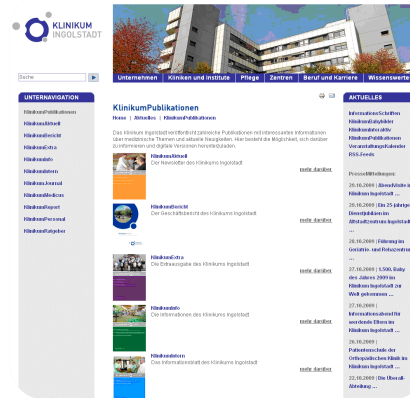 KLINIKUM
INGOLSTADT
Suche
Unternehmen
Kliniken und Institute
Pflege
Zentren
Beruf und Karriere
Wissenswerte
UNTERNAVIGATION
KlinikumPublikationen
KlinikumAktuell
KlinikumBericht
KlinikumExtra
KlinikumInfo
KlinikumIntern
KlinikumJournal
KlinikumMedicus
KlinikumReport
KlinikumPersonal
KlinikumRatgeber
KlinikumPublikationen
Home | Aktuelles | KlinikumPublikationen
Das Klinikum Ingolstadt veröffentlicht zahlreiche Publikationen mit interessanten Informationen
über medizinische Themen und aktuelle Neuigkeiten. Hier besteht die Möglichkeit, sich darüber
zu informieren und digitale Versionen herunterzuladen.
KlinikumAktuell
Der Newsletter des Klinikums Ingolstadt
mehr darüber
KlinikumBericht
Der Geschäftsbericht des Klinikums Ingolstadt
mehr darüber
KlinikumExtra
Die Extraausgabe des Klinikums Ingolstadt
mehr darüber
KlinikumInfo
Die Informationen des Klinikums Ingolstadt
mehr darüber
KlinikumIntern
Das Informationsblatt des Klinikums Ingolstadt
mehr darüber
AKTUELLES
InformationsSchriften
KlinikumBabybilder
KlinikumInteraktiv
KlinikumPublikationen
VeranstaltungsKalender
RSS-Feeds
PresseMitteilungen:
29.10.2009 | AbendVisite im
Klinikum Ingolstadt ...
28.10.2009 | Ein 25-jähriges
Dienstjubiläum im
Altstadtzentrum Ingolstadt
...
28.10.2009 | Führung im
Geriatrie- und Rehazentrum
...
27.10.2009 | 1.500. Baby
des Jahres 2009 im
Klinikum Ingolstadt zur
Welt gekommen ...
27.10.2009 |
Informationsabend für
werdende Eltern im
Klinikum Ingolstadt ...
26.10.2009 |
Patientenschule der
Orthopädischen Klinik im
Klinikum Ingolstadt ...
22.10.2009 | Die Überall-
Abteilung ...